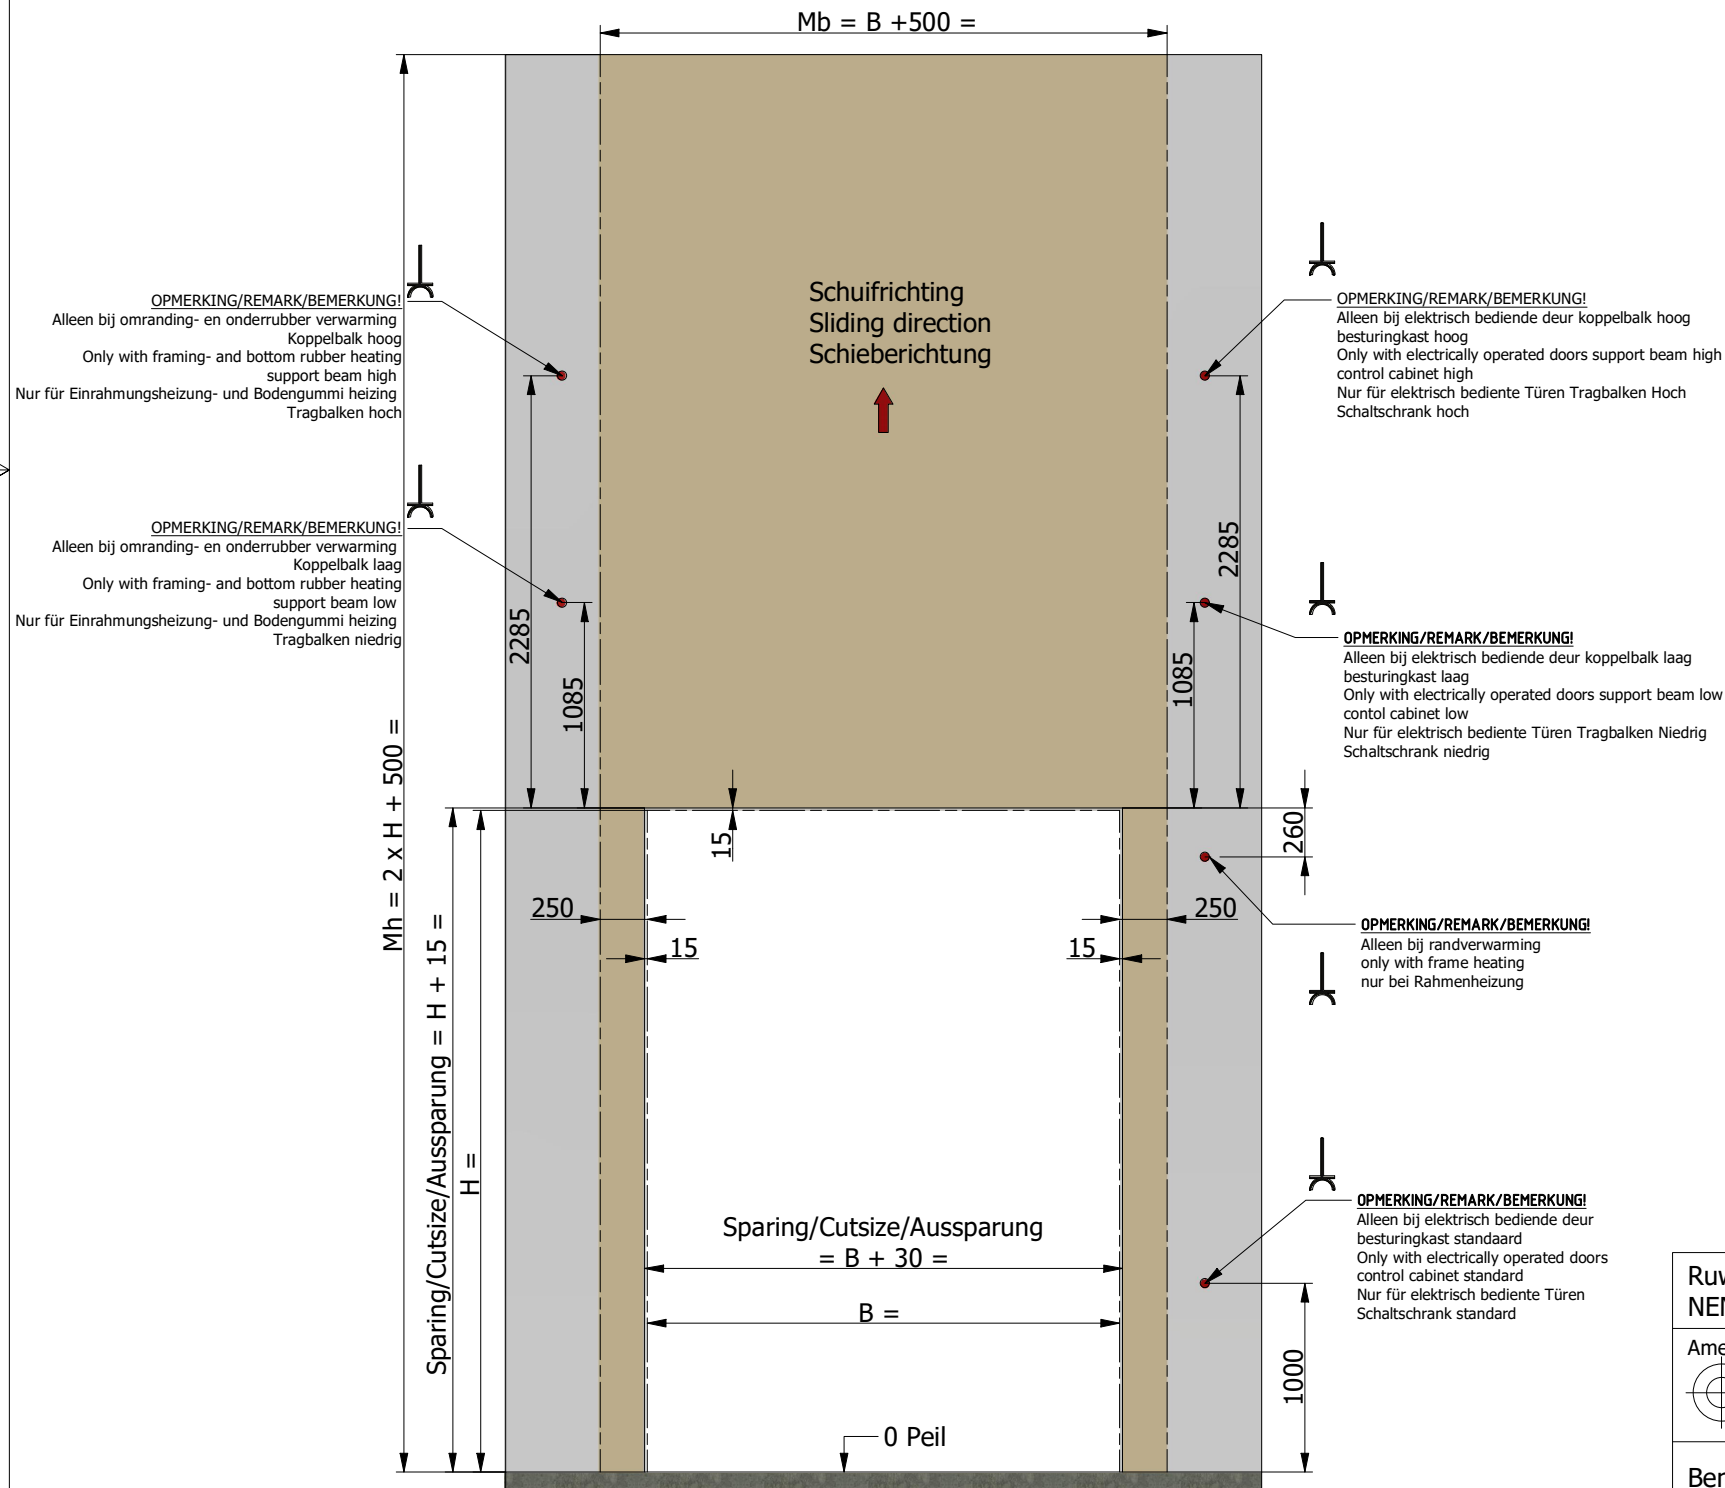 Mb = B +500 =
Schuifrichting
Sliding direction
Schieberichtung
OPMERKING/REMARK/BEMERKUNG!
Alleen bij omranding- en onderrubber verwarming
Koppelbalk hoog
Only with framing- and bottom rubber heating
support beam high
Nur für Einrahmungsheizung- und Bodengummi heizing
Tragbalken hoch
OPMERKING/REMARK/BEMERKUNG!
Alleen bij elektrisch bediende deur koppelbalk hoog
besturingkast hoog
Only with electrically operated doors support beam high
control cabinet high
Nur für elektrisch bediente Türen Tragbalken Hoch
Schaltschrank hoch
OPMERKING/REMARK/BEMERKUNG!
Alleen bij omranding- en onderrubber verwarming
Koppelbalk laag
Only with framing- and bottom rubber heating
support beam low
Nur für Einrahmungsheizung- und Bodengummi heizing
Tragbalken niedrig
OPMERKING/REMARK/BEMERKUNG!
Alleen bij elektrisch bediende deur koppelbalk laag
besturingkast laag
Only with electrically operated doors support beam low
contol cabinet low
Nur für elektrisch bediente Türen Tragbalken Niedrig
Schaltschrank niedrig
2285
1085
2285
1085
Mh = 2 x H + 500 =
Sparing/Cutsize/Aussparung = H + 15 =
H =
15
260
250
250
15
15
OPMERKING/REMARK/BEMERKUNG!
Alleen bij randverwarming
only with frame heating
nur bei Rahmenheizung
Sparing/Cutsize/Aussparung
= B + 30 =
B =
OPMERKING/REMARK/BEMERKUNG!
Alleen bij elektrisch bediende deur
besturingkast standaard
Only with electrically operated doors
control cabinet standard
Nur für elektrisch bediente Türen
Schaltschrank standard
1000
0 Peil